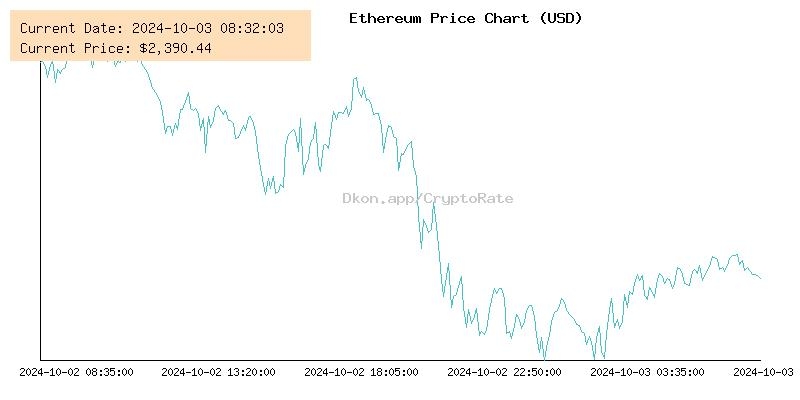 Ethereum Price Chart (USD)
Current Date: 2024-10-03 08:32:03
Current Price: $2,390.44
Dkon.app/CryptoRate
2024-10-02 08:35:00 2024-10-02 13:20:00 2024-10-02 18:05:00 2024-10-02 22:50:00 2024-10-03 03:35:00 2024-10-03